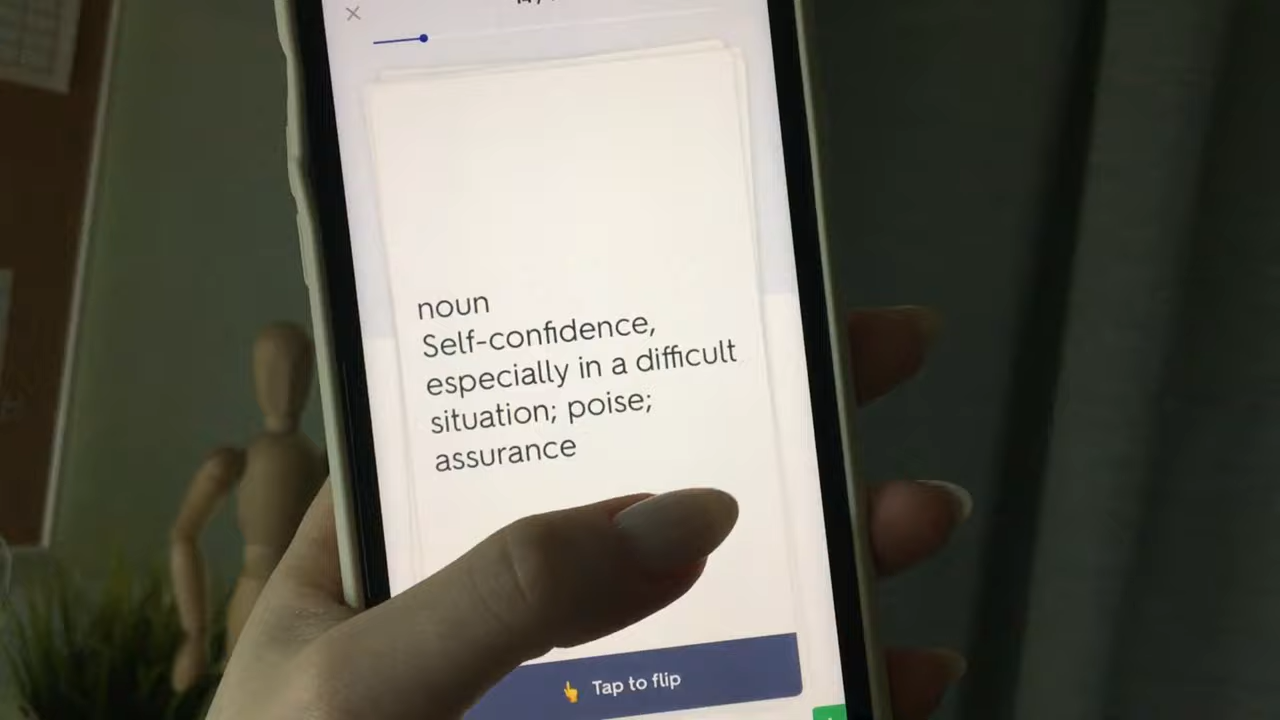 noun
Self-confidence,
especially in a difficult
situation; poise;
assurance
Tap to flip